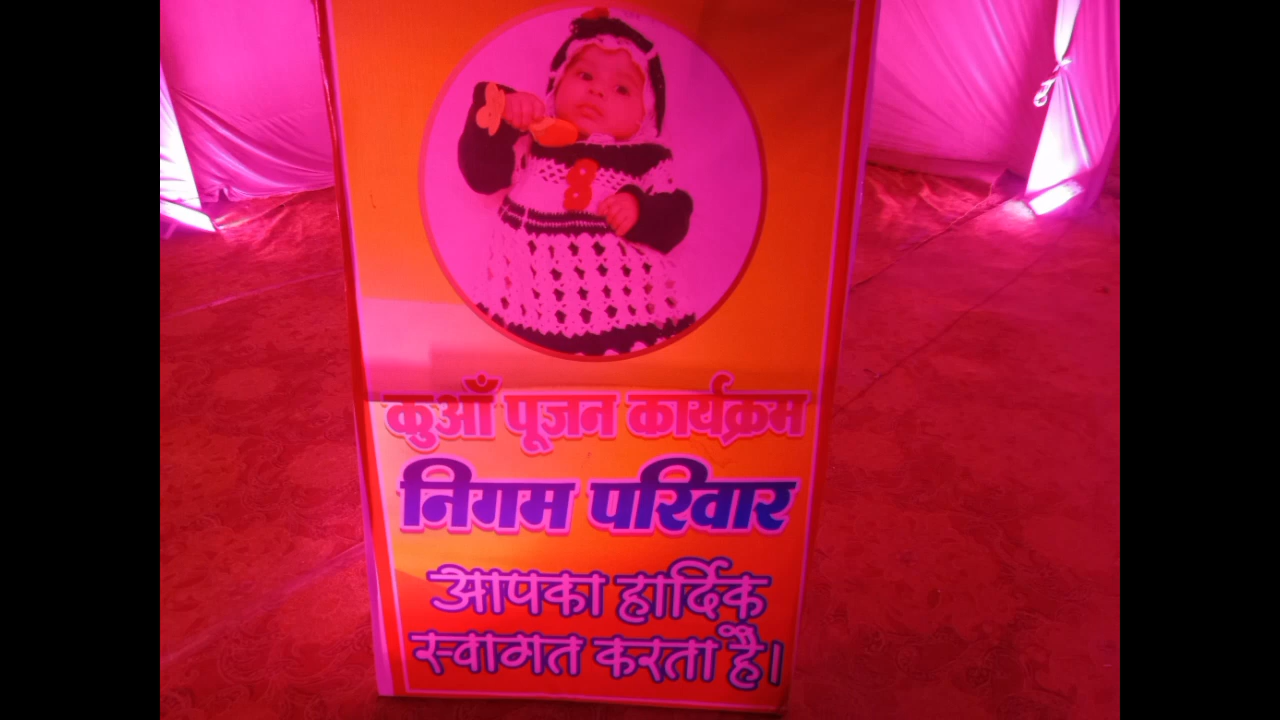 कुआँ पूजन कार्यक्रम
निगम परिवार
आपका हार्दिक
स्वागत करता है।